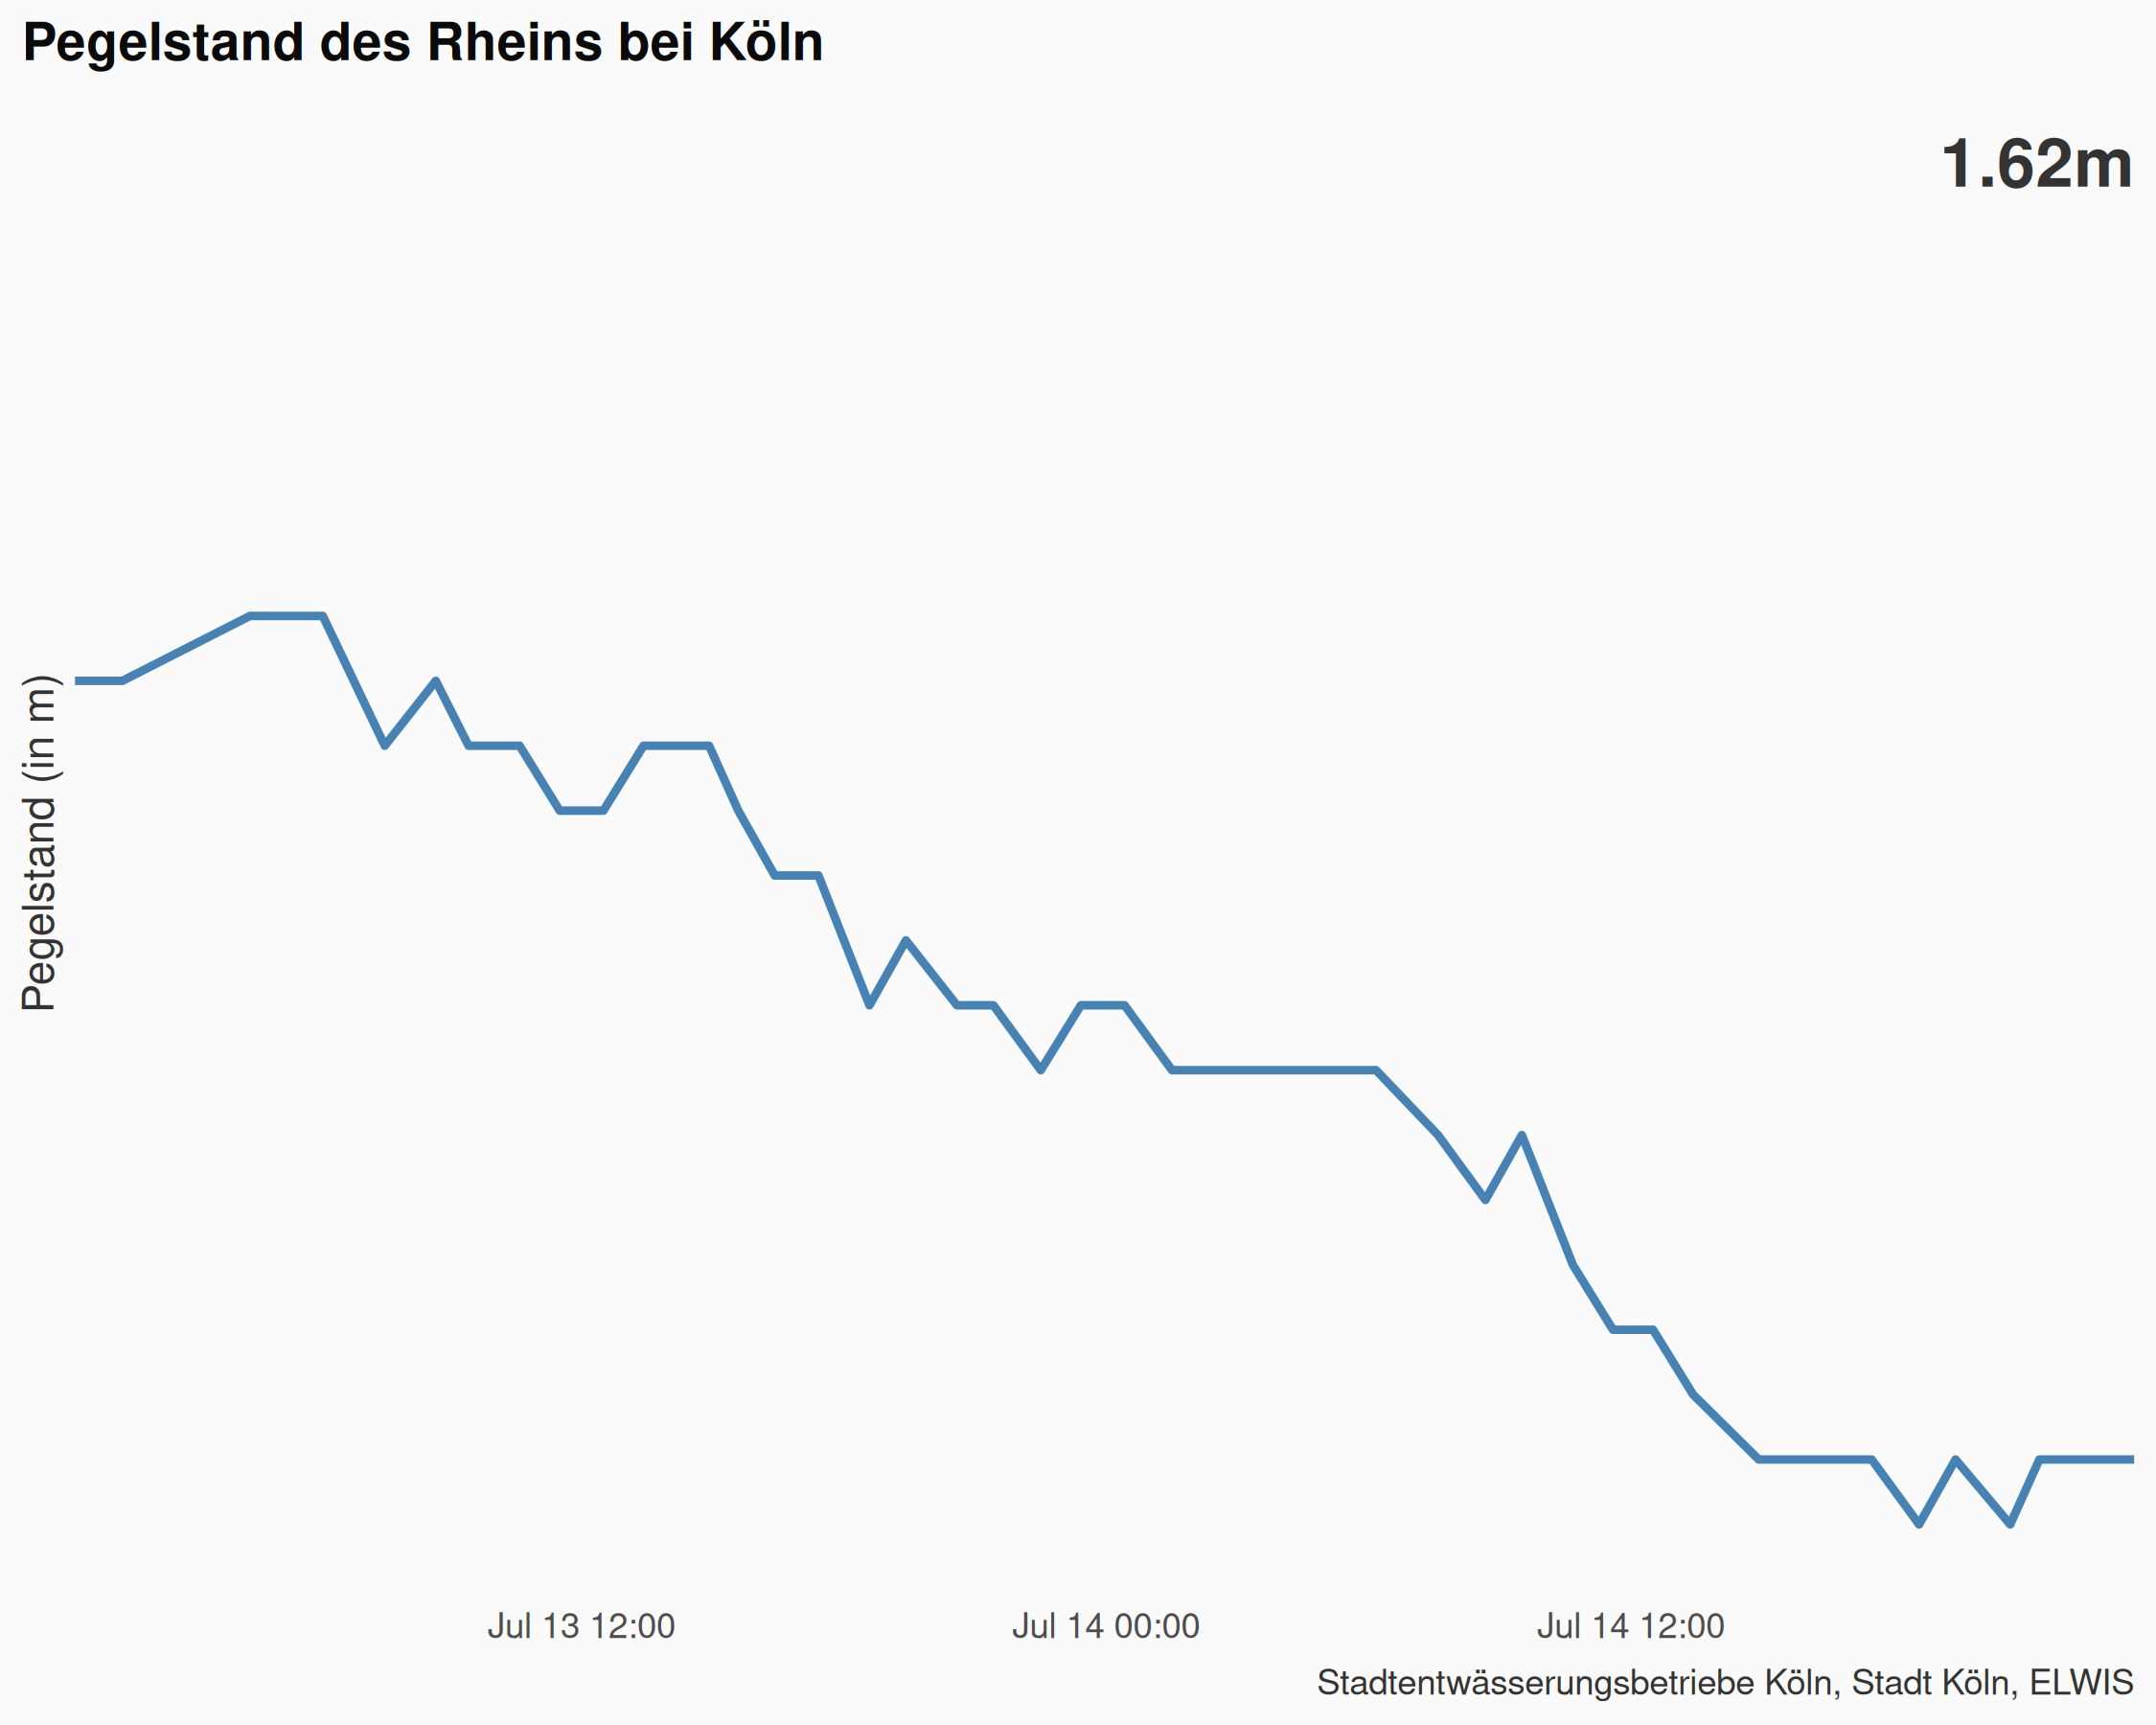 Pegelstand des Rheins bei Köln
1.62m
Pegelstand (in m)
Jul 13 12:00
Jul 14 00:00
Jul 14 12:00
Stadtentwässerungsbetriebe Köln, Stadt Köln, ELWIS